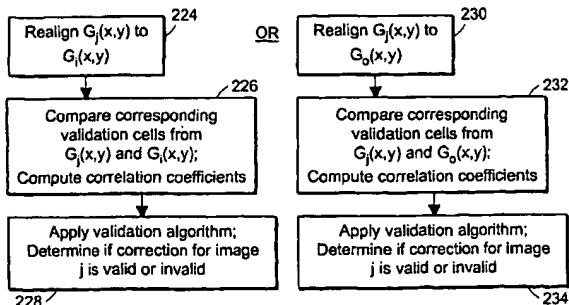 224
Realign Gj(x,y) to
Gi(x,y)
226
Compare corresponding
validation cells from
Gj(x,y) and Gi(x,y);
Compute correlation coefficients
Apply validation algorithm;
Determine if correction for image
j is valid or invalid
228
OR
230
Realign Gj(x,y) to
Go(x,y)
232
Compare corresponding
validation cells from
Gj(x,y) and Go(x,y);
Compute correlation coefficients
Apply validation algorithm;
Determine if correction for image
j is valid or invalid
234